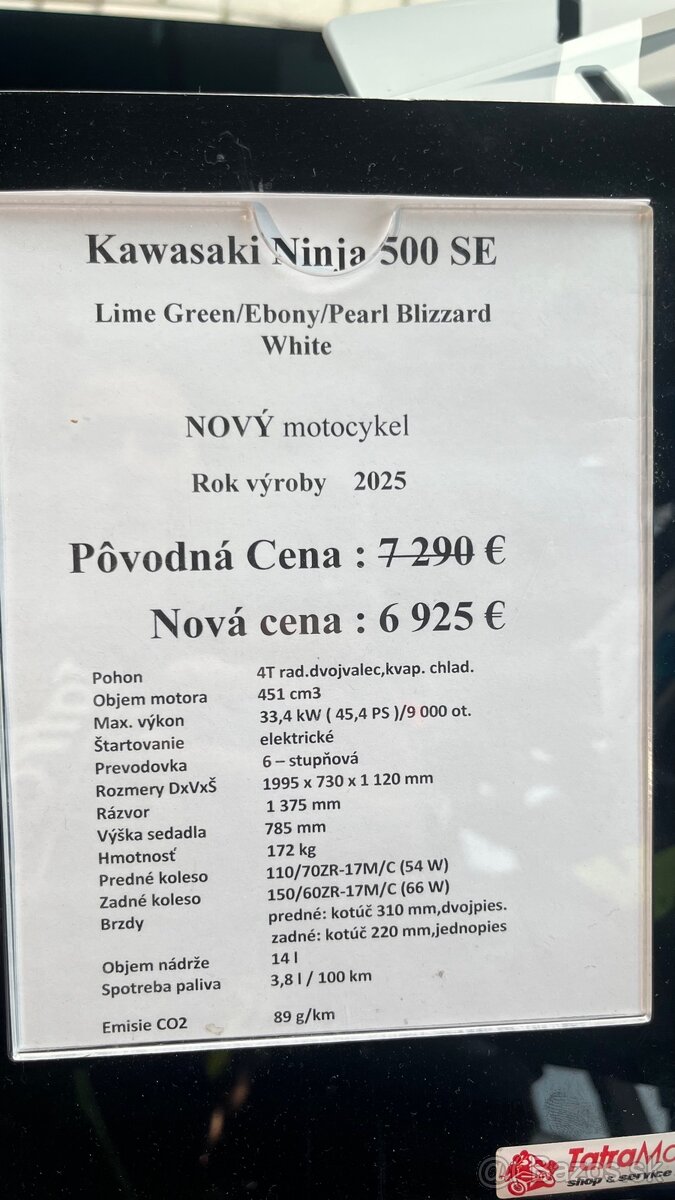 Kawasaki Ninja 500 SE
Lime Green/Ebony/Pearl Blizzard
White
NOVÝ motocykel
Rok výroby 2025
Pôvodná Cena : 7 290 €
Nová cena : 6 925 €
Pohon 4T rad.dvojvalec,kvap. chlad.
Objem motora 451 cm3
Max. výkon 33,4 kW ( 45,4 PS )/9 000 ot.
Štartovanie elektrické
Prevodovka 6 – stupňová
Rozmery DxVxŠ 1995 x 730 x 1 120 mm
Rázvor 1 375 mm
Výška sedadla 785 mm
Hmotnosť 172 kg
Predné koleso 110/70ZR-17M/C (54 W)
Zadné koleso 150/60ZR-17M/C (66 W)
Brzdy predné: kotúč 310 mm,dvojpies.
zadné: kotúč 220 mm,jednopies
Objem nádrže 14 l
Spotreba paliva 3,8 l / 100 km
Emisie CO2 89 g/km
TatraMo
shop & service